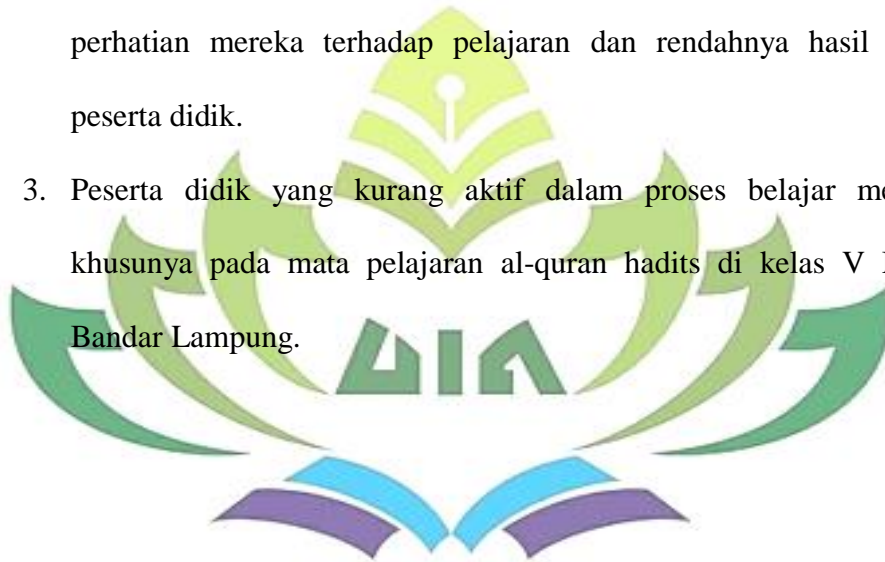 perhatian mereka terhadap pelajaran dan rendahnya hasil
peserta didik.
3. Peserta didik yang kurang aktif dalam proses belajar
khusunya pada mata pelajaran al-quran hadits di kelas V
Bandar Lampung.
UIN